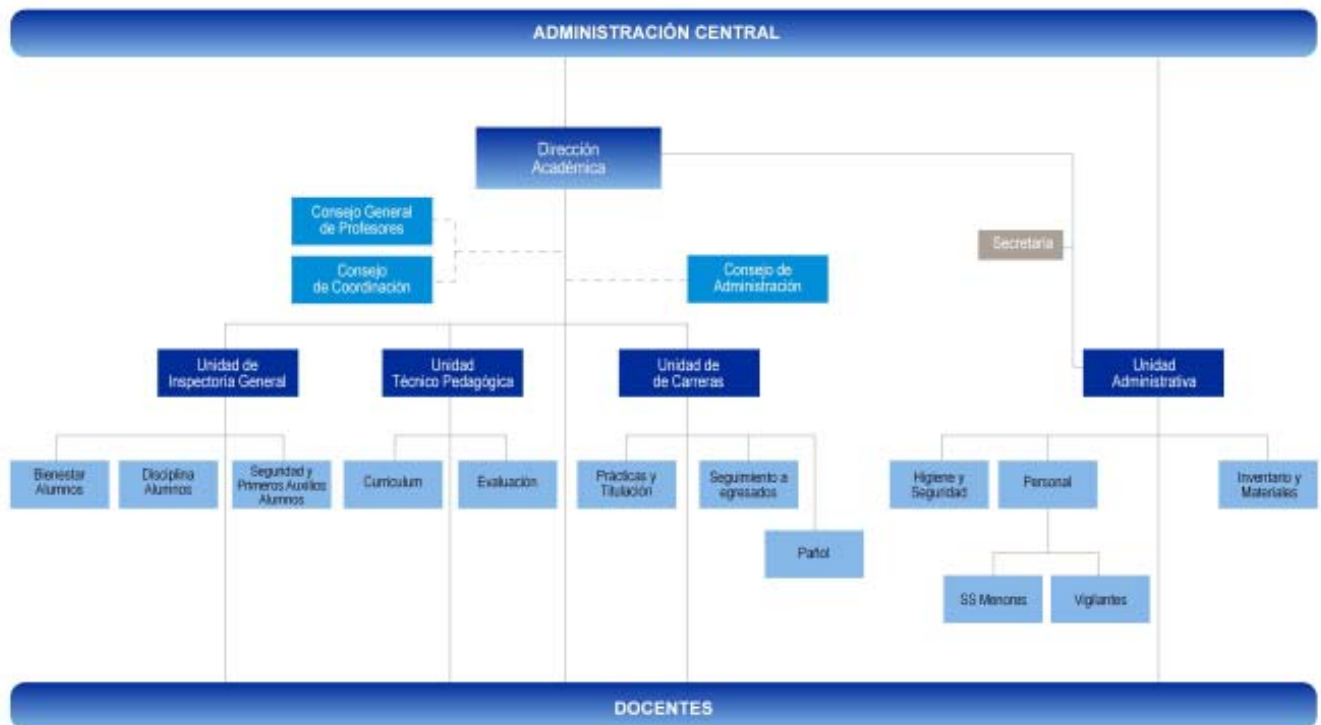 ADMINISTRACIÓN CENTRAL
Dirección
Académica
Consejo General
de Profesores
Secretaría
Consejo
de Coordinación
Consejo de
Administración
Unidad de
Inspectoría General
Unidad
Técnico Pedagógica
Unidad de
de Carreras
Unidad
Administrativa
Bienestar
Alumnos
Disciplina
Alumnos
Seguridad y
Primeros Auxilios
Alumnos
Curriculum
Evaluación
Prácticas y
Titulación
Seguimiento a
egresados
Higiene y
Seguridad
Personal
Inventario y
Materiales
Pañol
SS Menores
Vigilantes
DOCENTES